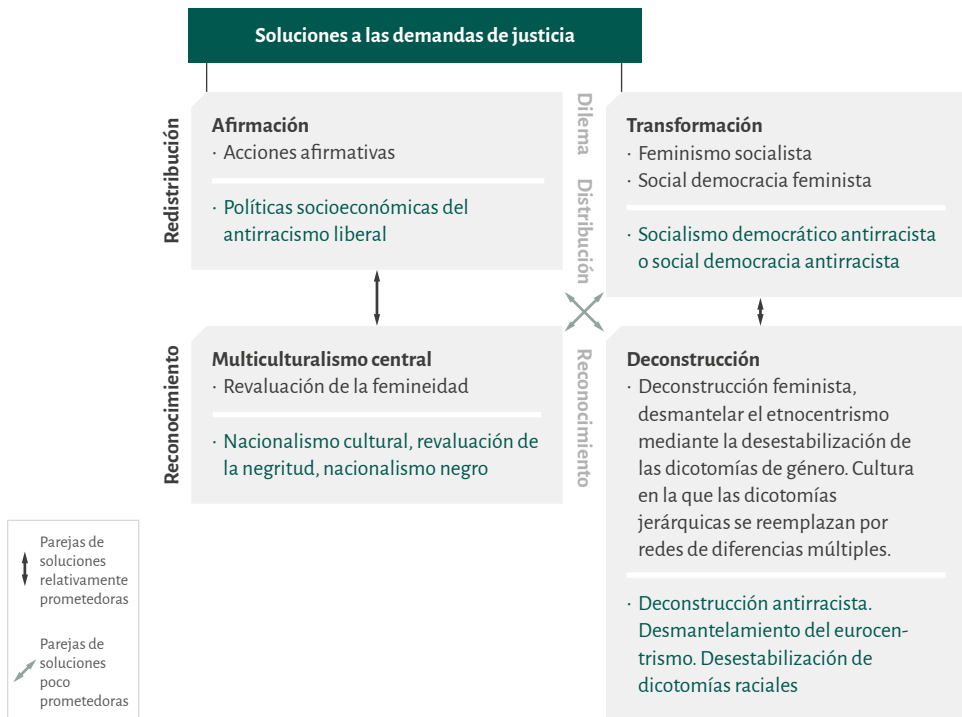 Soluciones a las demandas de justicia
Redistribución
Afirmación
· Acciones afirmativas
· Políticas socioeconómicas del
antirracismo liberal
Dilema
Distribución
Reconocimiento
Transformación
· Feminismo socialista
· Social democracia feminista
· Socialismo democrático antirracista
o social democracia antirracista
Reconocimiento
Multiculturalismo central
· Revaluación de la femineidad
· Nacionalismo cultural, revaluación de
la negritud, nacionalismo negro
Deconstrucción
· Deconstrucción feminista,
desmantelar el etnocentrismo
mediante la desestabilización de
las dicotomías de género. Cultura
en la que las dicotomías
jerárquicas se reemplazan por
redes de diferencias múltiples.
· Deconstrucción antirracista.
Desmantelamiento del eurocen-
trismo. Desestabilización de
dicotomías raciales
Parejas de
soluciones
relativamente
prometedoras
Parejas de
soluciones
poco
prometedoras